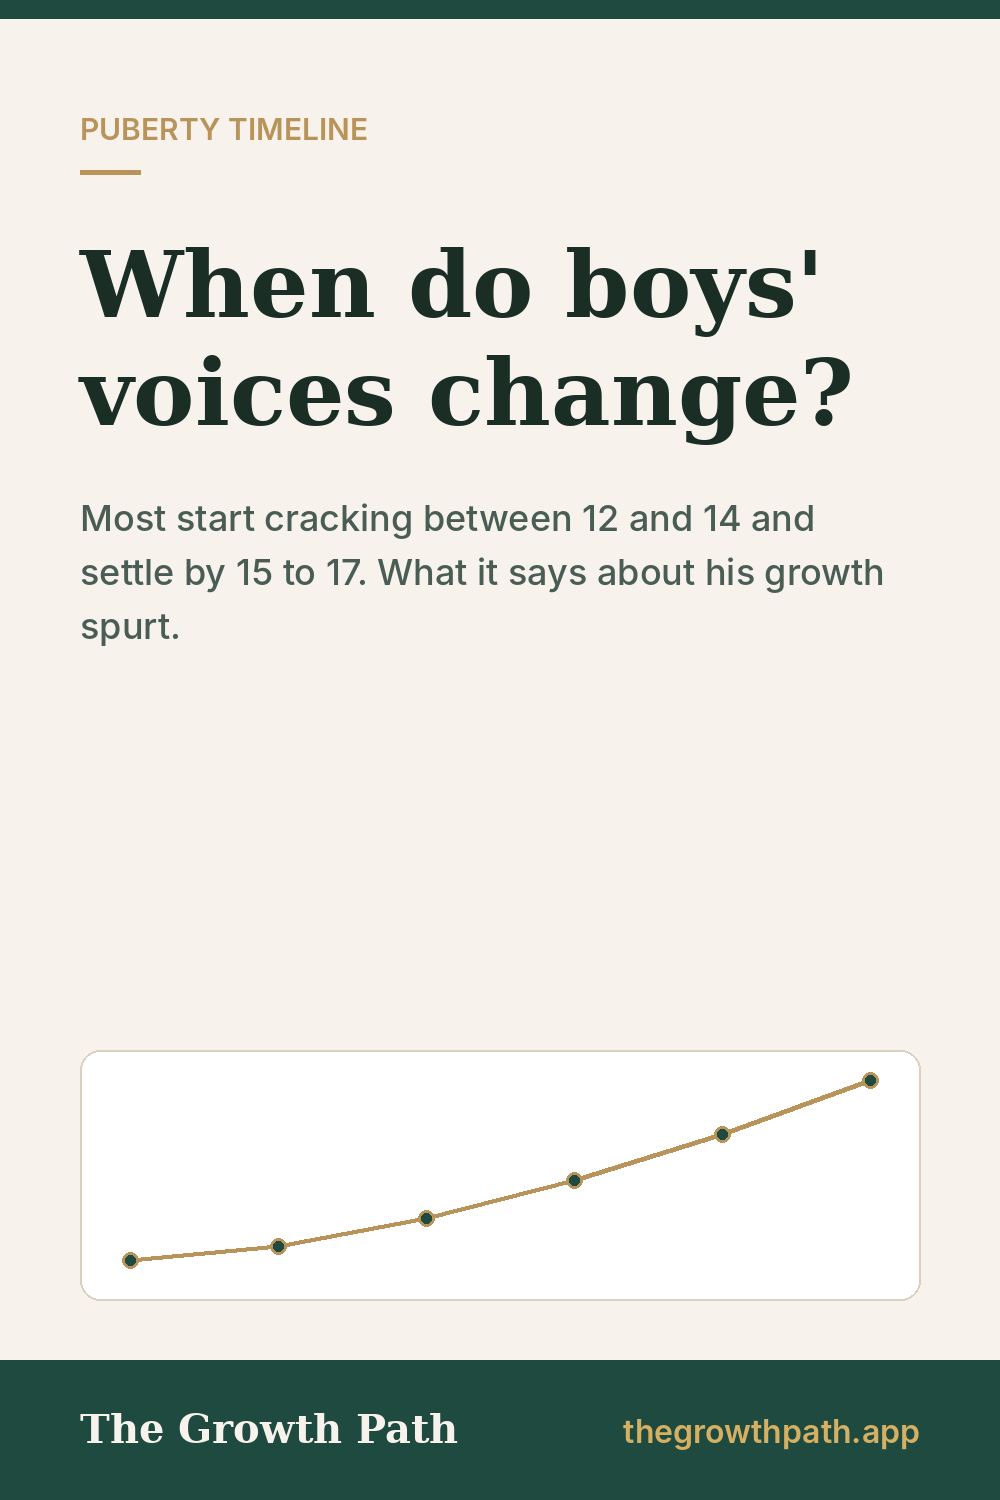 PUBERTY TIMELINE
When do boys'
voices change?
Most start cracking between 12 and 14 and
settle by 15 to 17. What it says about his growth
spurt.
The Growth Path
thegrowthpath.app